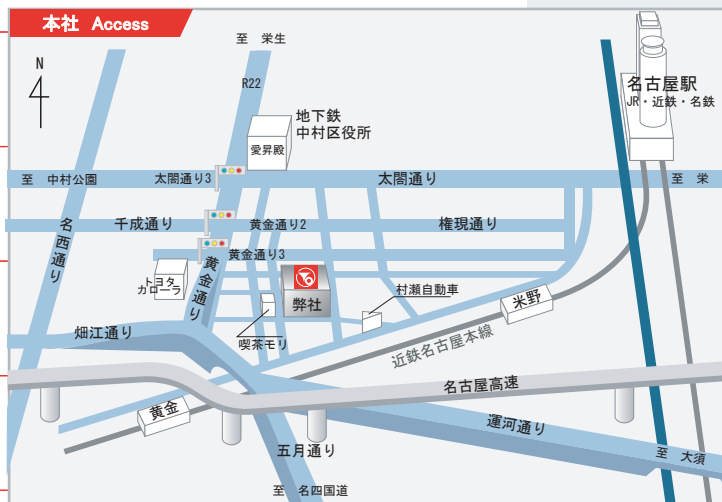 本社 Access
至 栄生
N
R22
名古屋駅
JR・近鉄・名鉄
地下鉄
中村区役所
愛昇殿
至 中村公園
太閤通り3
太閤通り
至 栄
名西通り
千成通り
黄金通り2
権現通り
黄金通り3
黄金通り
トヨタ
カローラ
弊社
村瀬自動車
米野
畑江通り
喫茶モリ
近鉄名古屋本線
名古屋高速
黄金
運河通り
五月通り
至 大須
至 名四国道